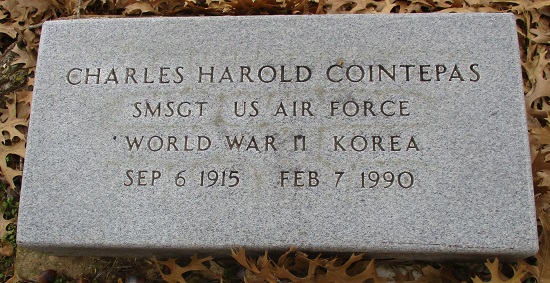 CHARLES HAROLD COINTEPAS
SMSGT US AIR FORCE
WORLD WAR II KOREA
SEP 6 1915 FEB 7 1990